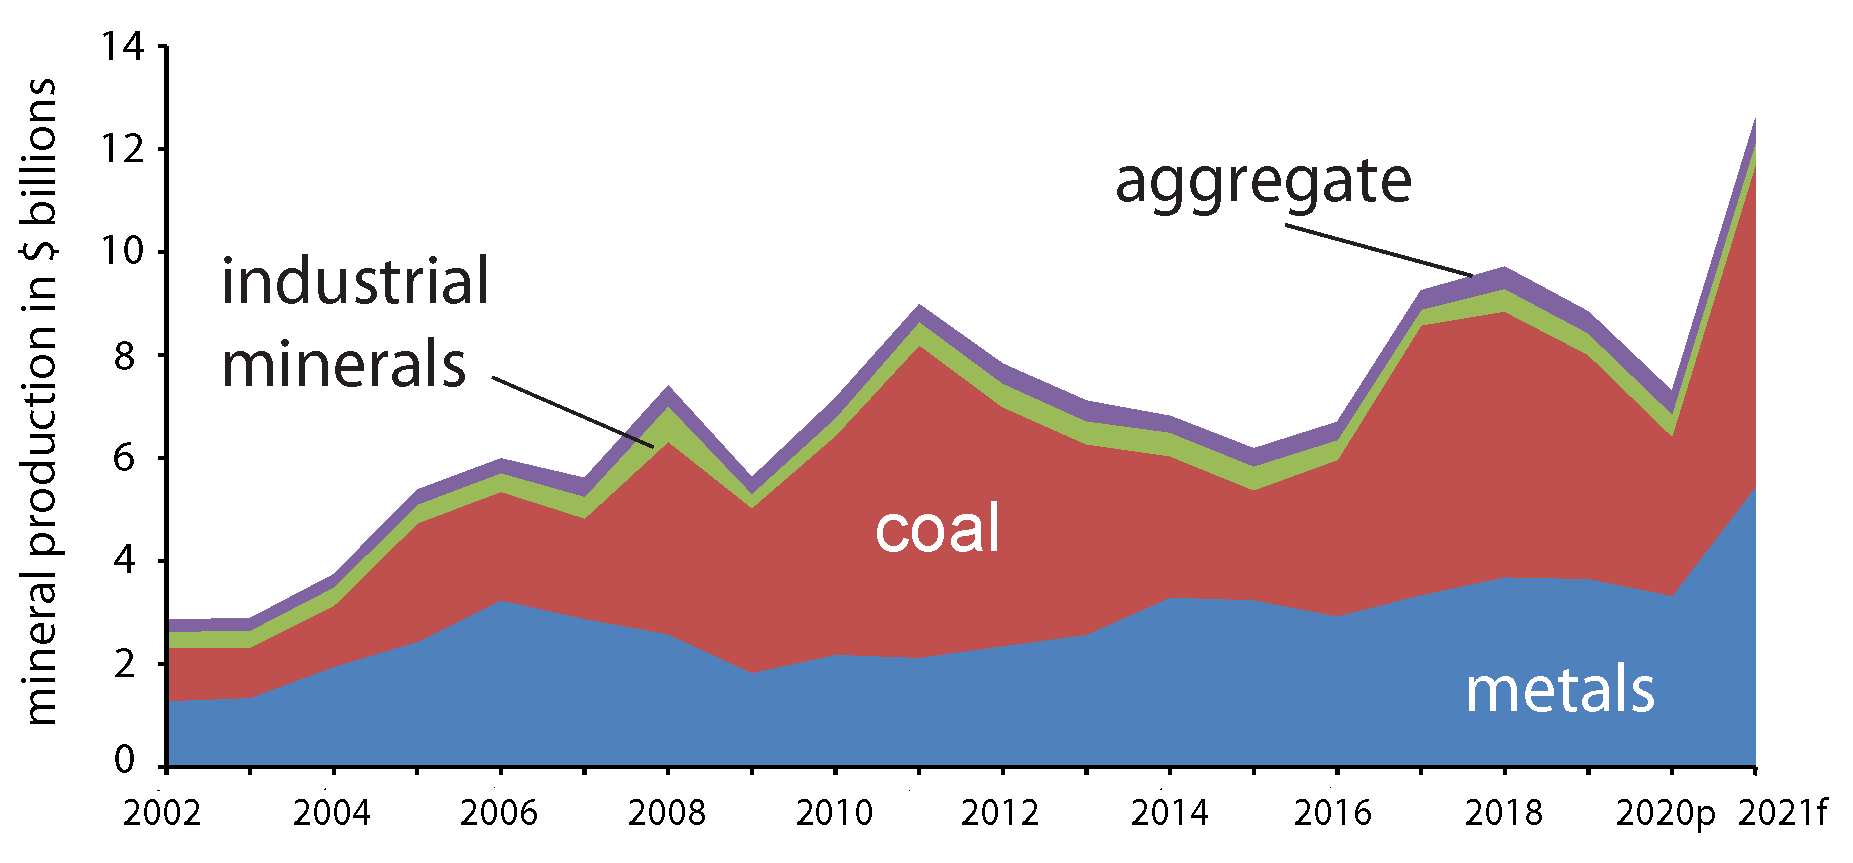 mineral production in $ billions
14
12
10
8
6
4
2
0
industrial
minerals
aggregate
coal
metals
2002 2004 2006 2008 2010 2012 2014 2016 2018 2020p 2021f